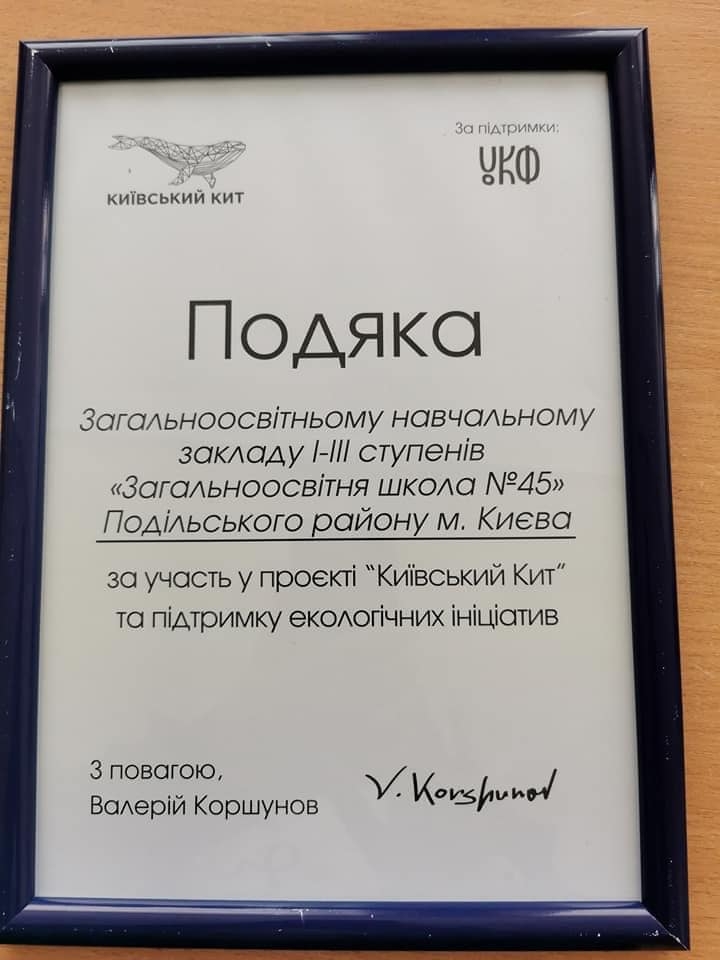 КИЇВСЬКИЙ КИТ
За підтримки:
УКФ
Подяка
Загальноосвітньому навчальному
закладу І-ІІІ ступенів
«Загальноосвітня школа №45»
Подільського району м. Києва
за участь у проєкті “Київський Кит”
та підтримку екологічних ініціатив
З повагою,
Валерій Коршунов
V. Korshunov